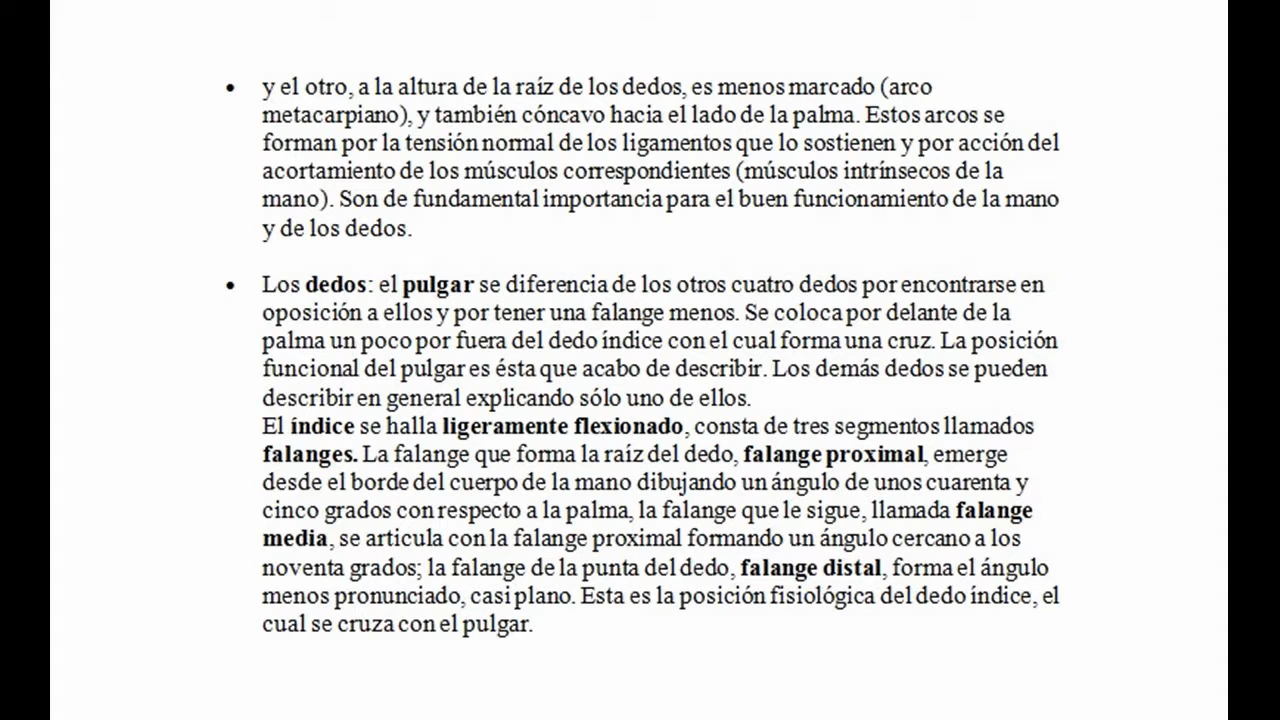 • y el otro, a la altura de la raíz de los dedos, es menos marcado (arco
metacarpiano), y también cóncavo hacia el lado de la palma. Estos arcos se
forman por la tensión normal de los ligamentos que lo sostienen y por acción del
acortamiento de los músculos correspondientes (músculos intrínsecos de la
mano). Son de fundamental importancia para el buen funcionamiento de la mano
y de los dedos.
• Los dedos: el pulgar se diferencia de los otros cuatro dedos por encontrarse en
oposición a ellos y por tener una falange menos. Se coloca por delante de la
palma un poco por fuera del dedo índice con el cual forma una cruz. La posición
funcional del pulgar es ésta que acabo de describir. Los demás dedos se pueden
describir en general explicando sólo uno de ellos.
El índice se halla ligeramente flexionado, consta de tres segmentos llamados
falanges. La falange que forma la raíz del dedo, falange proximal, emerge
desde el borde del cuerpo de la mano dibujando un ángulo de unos cuarenta y
cinco grados con respecto a la palma, la falange que le sigue, llamada falange
media, se articula con la falange proximal formando un ángulo cercano a los
noventa grados; la falange de la punta del dedo, falange distal, forma el ángulo
menos pronunciado, casi plano. Esta es la posición fisiológica del dedo índice, el
cual se cruza con el pulgar.